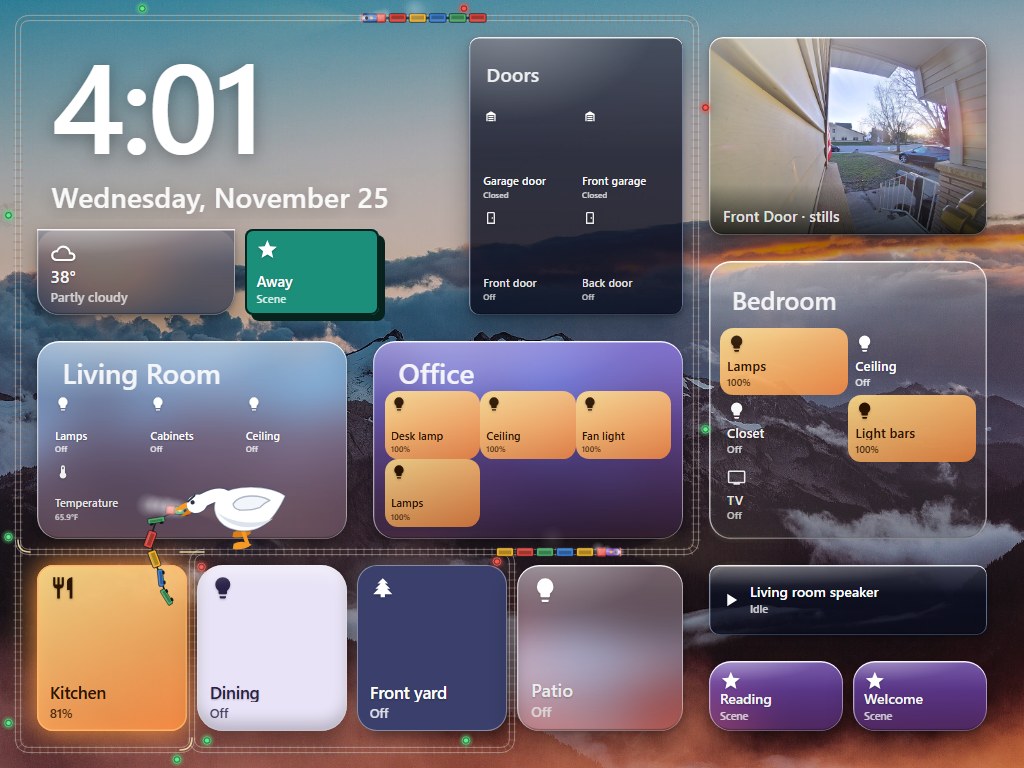 4:01
Wednesday, November 25
38°
Partly cloudy
Away
Scene
Doors
Garage door
Closed
Front garage
Closed
Front door
Off
Back door
Off
Front Door · stills
Living Room
Lamps
Off
Cabinets
Off
Ceiling
Off
Temperature
65.9°F
Office
Desk lamp
100%
Ceiling
100%
Fan light
100%
Lamps
100%
Bedroom
Lamps
100%
Ceiling
Off
Closet
Off
Light bars
100%
TV
Off
Kitchen
81%
Dining
Off
Front yard
Off
Patio
Off
Living room speaker
Idle
Reading
Scene
Welcome
Scene